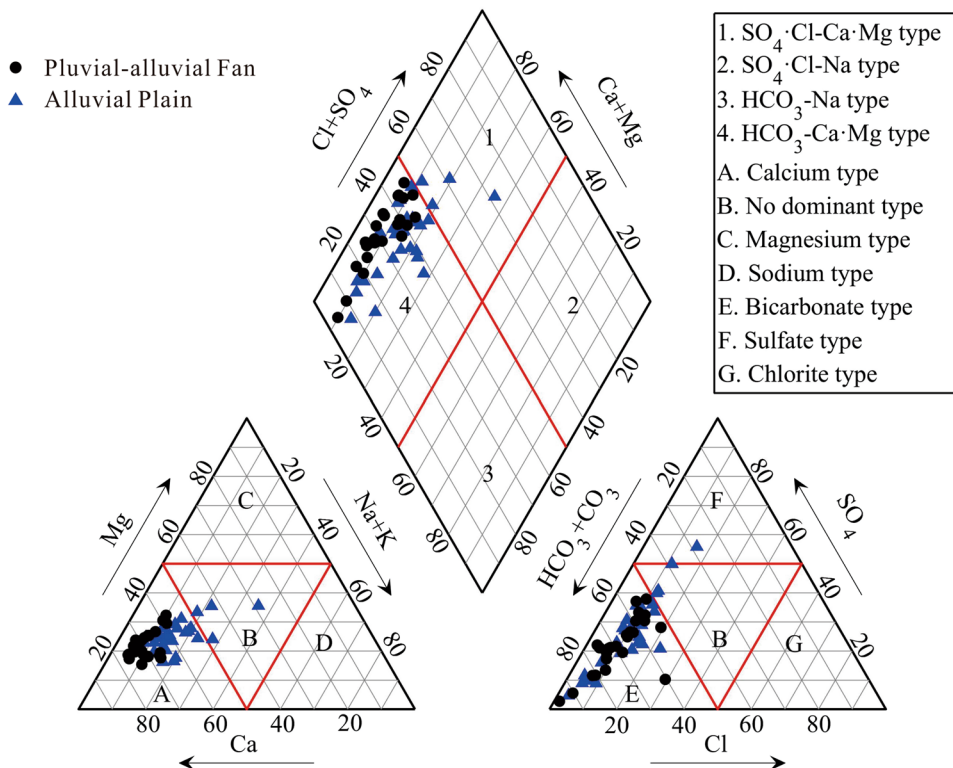 Pluvial-alluvial Fan
Alluvial Plain
1. SO₄·Cl-Ca·Mg type
2. SO₄·Cl-Na type
3. HCO₃-Na type
4. HCO₃-Ca·Mg type
A. Calcium type
B. No dominant type
C. Magnesium type
D. Sodium type
E. Bicarbonate type
F. Sulfate type
G. Chlorite type
Cl+SO₄
Ca+Mg
80
80
60
60
40
40
20
20
1
4
2
3
20
20
40
40
60
60
80
80
Mg
Na+K
80
20
60
40
40
60
20
80
C
B
D
A
80
60
40
20
Ca
HCO₃+CO₃
SO₄
20
80
40
60
60
40
80
20
F
B
G
E
20
40
60
80
Cl